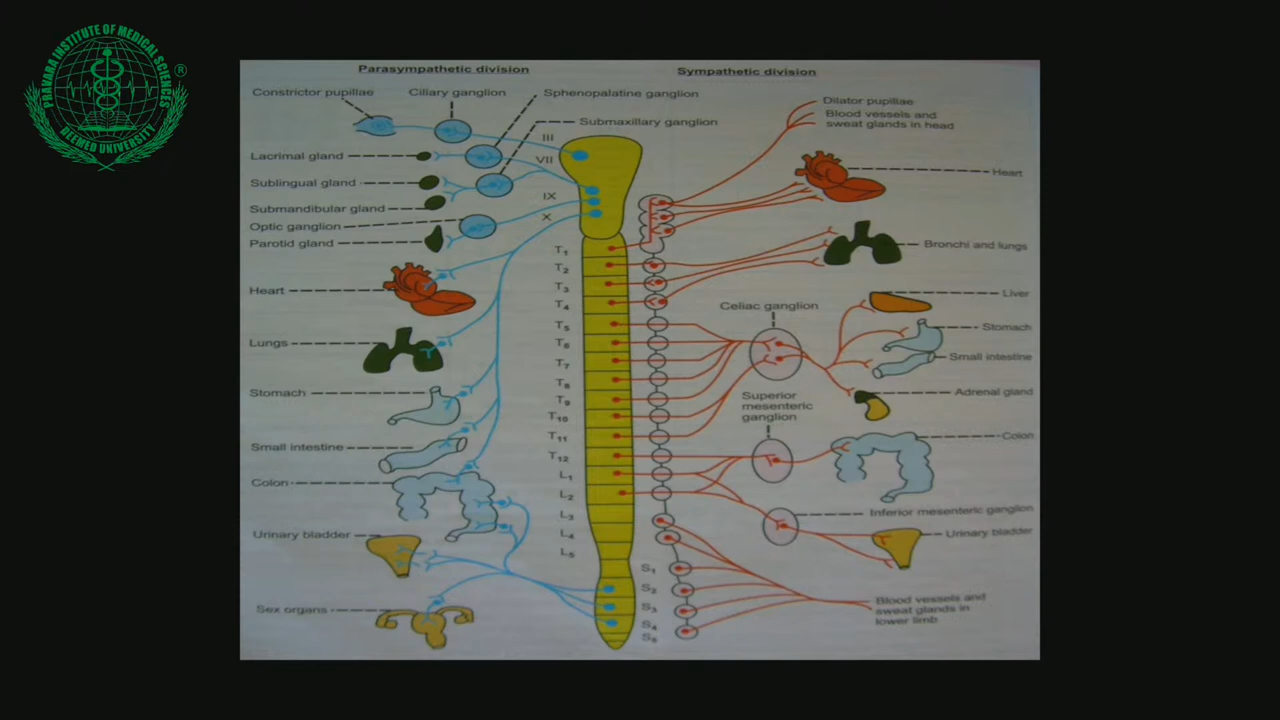 PRAVARA INSTITUTE OF MEDICAL SCIENCES
DEEMED UNIVERSITY
®
Parasympathetic division
Sympathetic division
Constrictor pupillae
Ciliary ganglion
Sphenopalatine ganglion
Submaxillary ganglion
III
VII
IX
X
Lacrimal gland
Sublingual gland
Submandibular gland
Optic ganglion
Parotid gland
Heart
Lungs
Stomach
Small intestine
Colon
Urinary bladder
Sex organs
T1
T2
T3
T4
T5
T6
T7
T8
T9
T10
T11
T12
L1
L2
L3
L4
L5
S1
S2
S3
S4
S5
Dilator pupillae
Blood vessels and
sweat glands in head
Heart
Bronchi and lungs
Celiac ganglion
Liver
Stomach
Small intestine
Adrenal gland
Superior
mesenteric
ganglion
Colon
Inferior mesenteric ganglion
Urinary bladder
Blood vessels and
sweat glands in
lower limb